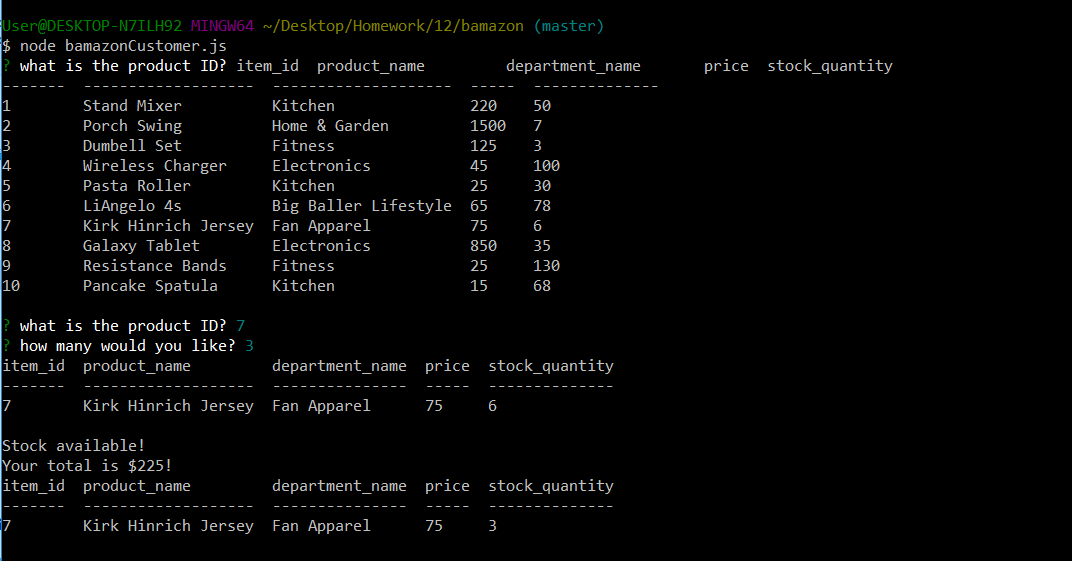 User@DESKTOP-N7ILH92 MINGW64 ~/Desktop/Homework/12/bamazon (master)
$ node bamazonCustomer.js
? what is the product ID? item_id  product_name         department_name       price  stock_quantity
-------  -------------------  --------------------  -----  --------------
1        Stand Mixer          Kitchen               220    50
2        Porch Swing          Home & Garden         1500   7
3        Dumbell Set          Fitness               125    3
4        Wireless Charger     Electronics           45     100
5        Pasta Roller         Kitchen               25     30
6        LiAngelo 4s          Big Baller Lifestyle  65     78
7        Kirk Hinrich Jersey  Fan Apparel           75     6
8        Galaxy Tablet        Electronics           850    35
9        Resistance Bands     Fitness               25     130
10       Pancake Spatula      Kitchen               15     68
? what is the product ID? 7
? how many would you like? 3
item_id  product_name         department_name  price  stock_quantity
-------  -------------------  ---------------  -----  --------------
7        Kirk Hinrich Jersey  Fan Apparel      75     6
Stock available!
Your total is $225!
item_id  product_name         department_name  price  stock_quantity
-------  -------------------  ---------------  -----  --------------
7        Kirk Hinrich Jersey  Fan Apparel      75     3